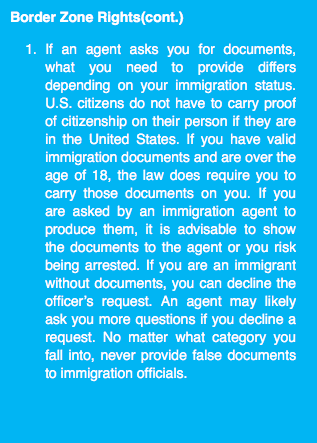 Border Zone Rights(cont.)
1. If an agent asks you for documents,
what you need to provide differs
depending on your immigration status.
U.S. citizens do not have to carry proof
of citizenship on their person if they are
in the United States. If you have valid
immigration documents and are over the
age of 18, the law does require you to
carry those documents on you. If you
are asked by an immigration agent to
produce them, it is advisable to show
the documents to the agent or you risk
being arrested. If you are an immigrant
without documents, you can decline the
officer's request. An agent may likely
ask you more questions if you decline a
request. No matter what category you
fall into, never provide false documents
to immigration officials.